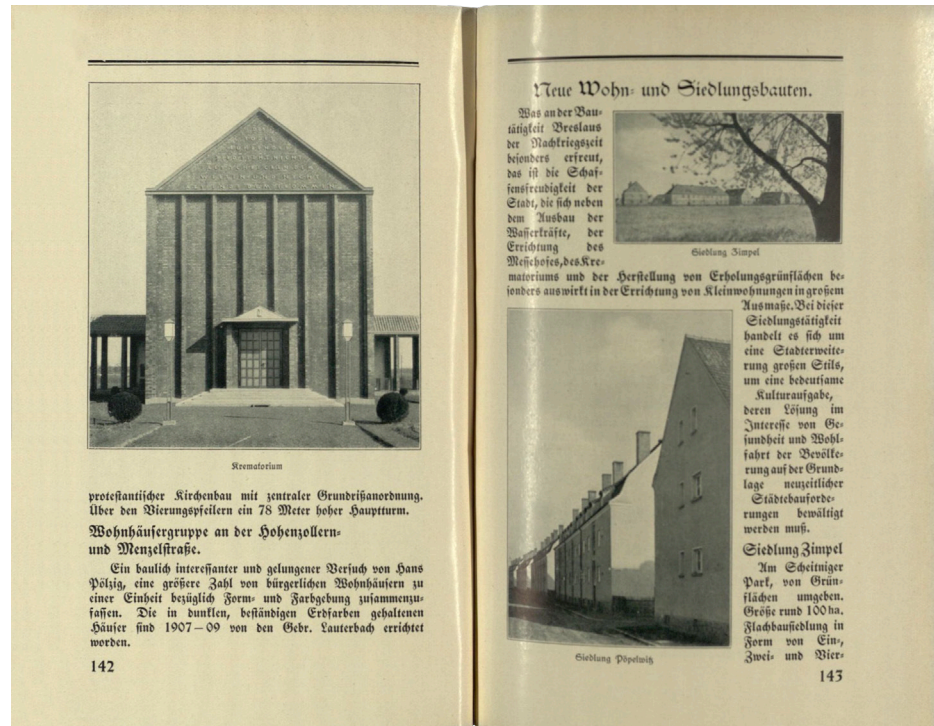 Krematorium
protestantischer Kirchenbau mit zentraler Grundrißanordnung.
Über den Vierungspfeilern ein 78 Meter hoher Hauptturm.
Wohnhäusergruppe an der Hohenzollern-
und Menzelstraße.
Ein baulich interessanter und gelungener Versuch von Hans
Pölzig, eine größere Zahl von bürgerlichen Wohnhäusern zu
einer Einheit bezüglich Form- und Farbgebung zusammenzu-
fassen. Die in dunklen, beständigen Erdfarben gehaltenen
Häuser sind 1907–09 von den Gebr. Lauterbach errichtet
worden.
142
Neue Wohn- und Siedlungsbauten.
Was an der Bau-
tätigkeit Breslaus
der Nachkriegszeit
besonders erfreut,
das ist die Schaf-
fensfreudigkeit der
Stadt, die sich neben
dem Ausbau der
Wasserkräfte, der
Errichtung des
Messehofes, des Kre-
Siedlung Zimpel
matoriums und der Herstellung von Erholungsgrünflächen be-
sonders auswirkt in der Errichtung von Kleinwohnungen in großem
Ausmaße. Bei dieser
Siedlungstätigkeit
handelt es sich um
eine Stadterweite-
rung großen Stils,
um eine bedeutsame
Kulturaufgabe,
deren Lösung im
Interesse von Ge-
sundheit und Wohl-
fahrt der Bevölke-
rung auf der Grund-
lage neuzeitlicher
Städtebauforde-
rungen bewältigt
werden muß.
Siedlung Zimpel
Am Scheitniger
Park, von Grün-
flächen umgeben.
Größe rund 100 ha.
Flachbausiedlung in
Form von Ein-,
Zwei- und Vier-
Siedlung Pöpelwitz
143